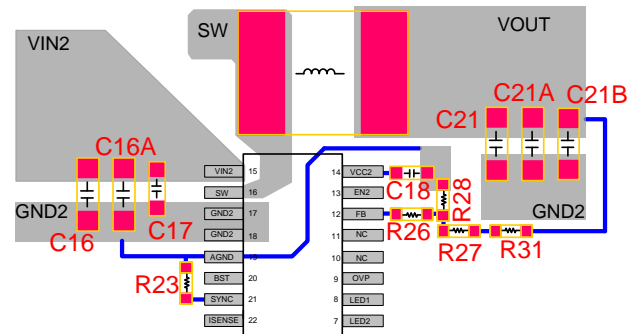 VIN2
SW
VOUT
C16A
C21
C21A
C21B
VIN2 15
14 VCC2
C18
R28
SW 16
13 EN2
GND2
C16
C17
GND2 17
12 FB
R26
GND2
GND2 18
11 NC
R27
R31
AGND 19
10 NC
R23
BST 20
9 OVP
SYNC 21
8 LED1
ISENSE 22
7 LED2